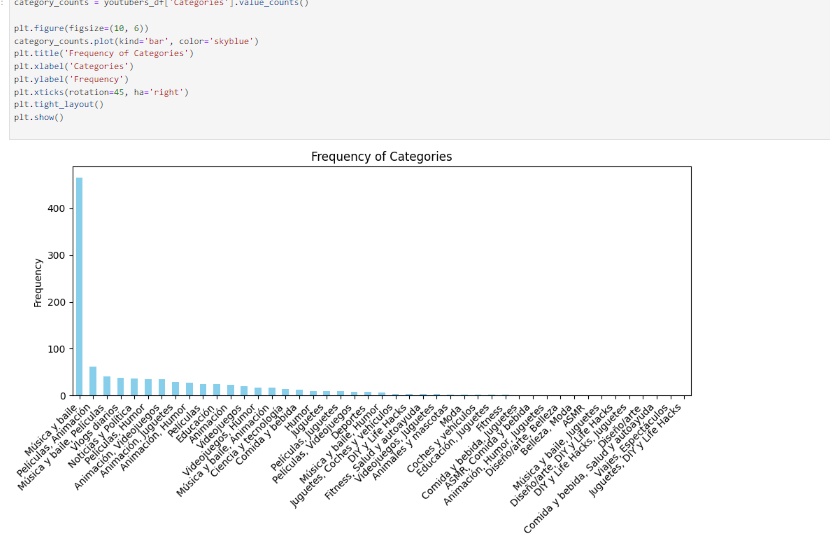 category_counts = youtubers_df['Categories'].value_counts()
plt.figure(figsize=(10, 6))
category_counts.plot(kind='bar', color='skyblue')
plt.title('Frequency of Categories')
plt.xlabel('Categories')
plt.ylabel('Frequency')
plt.xticks(rotation=45, ha='right')
plt.tight_layout()
plt.show()
Frequency of Categories
Frequency
400
300
200
100
0
Música y baile
Películas, Animación
Música y baile, Películas
Vlogs diarios
Noticias y Política
Películas, Humor
Animación, Videojuegos
Animación, Juguetes
Animación, Humor
Películas
Educación
Animación
Videojuegos
Videojuegos, Humor
Música y baile, Animación
Ciencia y tecnología
Comida y bebida
Humor
Juguetes
Películas, Juguetes
Películas, Videojuegos
Deportes
Música y baile, Humor
Juguetes, Coches y vehículos
DIY y Life Hacks
Fitness, Salud y autoayuda
Videojuegos, Juguetes
Animales y mascotas
Moda
Coches y vehículos
Educación, Juguetes
Fitness
Comida y bebida, Juguetes
ASMR, Comida y bebida
Animación, Humor, Juguetes
Diseño/arte, Belleza
Belleza, Moda
ASMR
Música y baile, Juguetes
Diseño/arte, DIY y Life Hacks
DIY y Life Hacks, Juguetes
Diseño/arte
Comida y bebida, Salud y autoayuda
Viajes, Espectáculos
Juguetes, DIY y Life Hacks